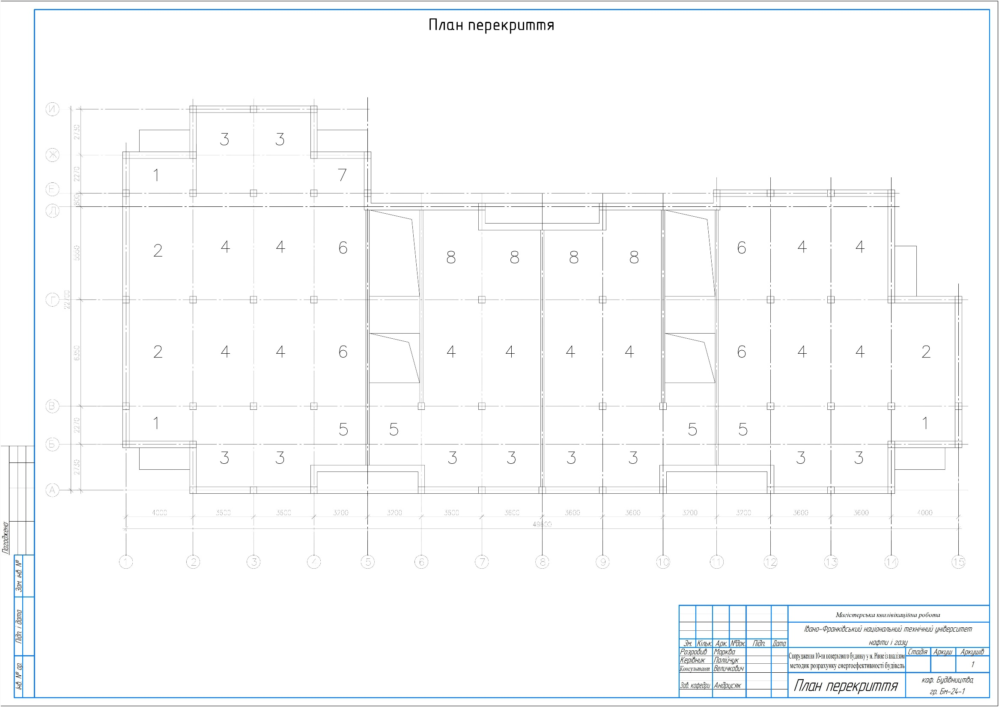 План перекриття
И
Ж
Е
Д
Г
В
Б
А
2730
2270
800
6350
2270
2730
22700
3 3
1 7
2 4 4 6 8 8 8 8 6 4 4
2 4 4 6 4 4 4 4 6 4 4 2
1 5 5 5 5 1
3 3 3 3 3 3 3 3
4000 3600 3600 3200 3200 3600 3600 3600 3600 3200 3200 3600 3600 4000
49600
1 2 3 4 5 6 7 8 9 10 11 12 13 14 15
Погоджено:
Зам. інв. №
Підп. і дата
Інв. № ор.
Магістерська квалівікаційна робота
Івано-Франківський національний технічний університет
нафти і газу
Зм. Кільк. Арк. №док. Підп. Дата
Розробив Морква
Керівник Палійчук
Консультант Величкович
Зав. кафедри Андрусяк
Спорудження 10-ти поверхового будинку у м. Рівне із аналізом
методик розрахунку енергоефективності будівель
Стадія Аркуш Аркушів
1
План перекриття
каф. Будівництва,
гр. Бм-24-1